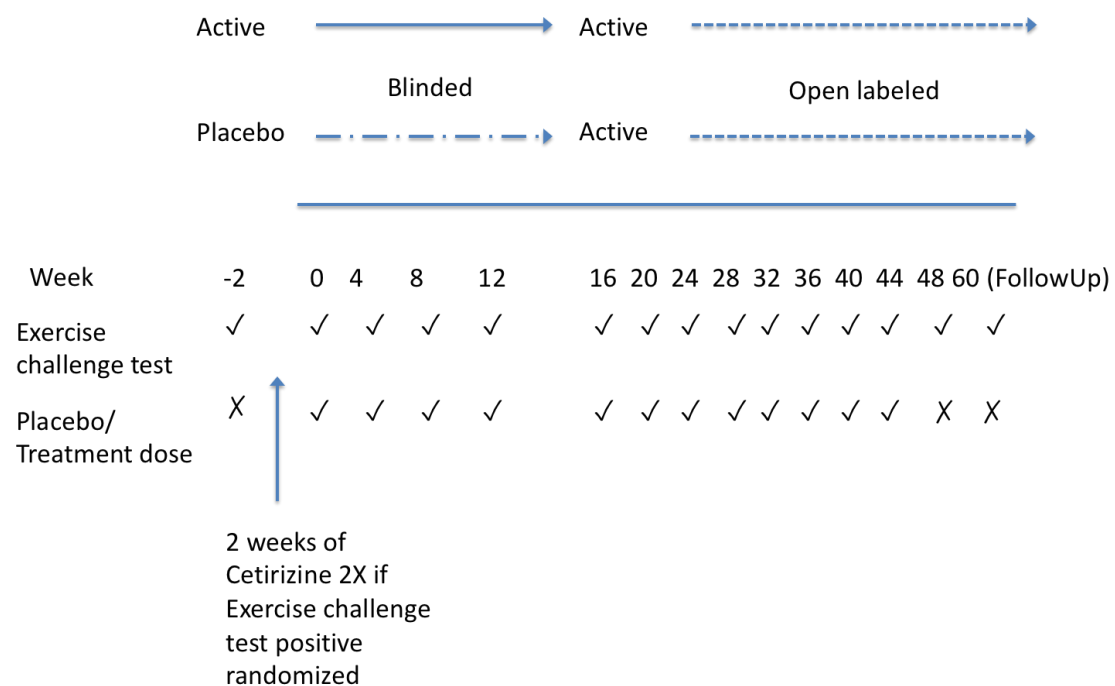 Active Active
Blinded Open labeled
Placebo Active
Week -2 0 4 8 12 16 20 24 28 32 36 40 44 48 60 (FollowUp)
Exercise ✓ ✓ ✓ ✓ ✓ ✓ ✓ ✓ ✓ ✓ ✓ ✓ ✓ ✓ ✓
challenge test
Placebo/ ✗ ✓ ✓ ✓ ✓ ✓ ✓ ✓ ✓ ✓ ✓ ✓ ✓ ✗ ✗
Treatment dose
2 weeks of
Cetirizine 2X if
Exercise challenge
test positive
randomized